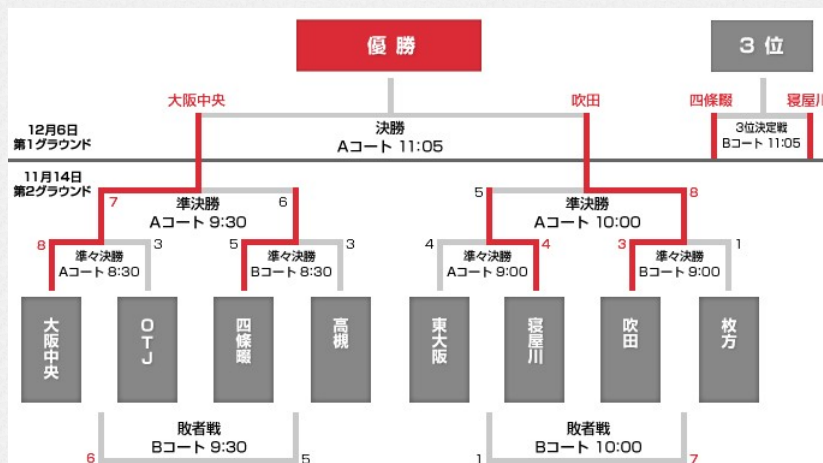 優勝
3位
大阪中央
吹田
四條畷
寝屋川
12月6日
第1グラウンド
決勝
Aコート 11:05
3位決定戦
Bコート 11:05
11月14日
第2グラウンド
7
準決勝
Aコート 9:30
6
5
準決勝
Aコート 10:00
8
8
準々決勝
Aコート 8:30
3
5
準々決勝
Bコート 8:30
3
4
準々決勝
Aコート 9:00
4
3
準々決勝
Bコート 9:00
1
大阪中央
OTJ
四條畷
高槻
東大阪
寝屋川
吹田
枚方
6
敗者戦
Bコート 9:30
5
1
敗者戦
Bコート 10:00
7